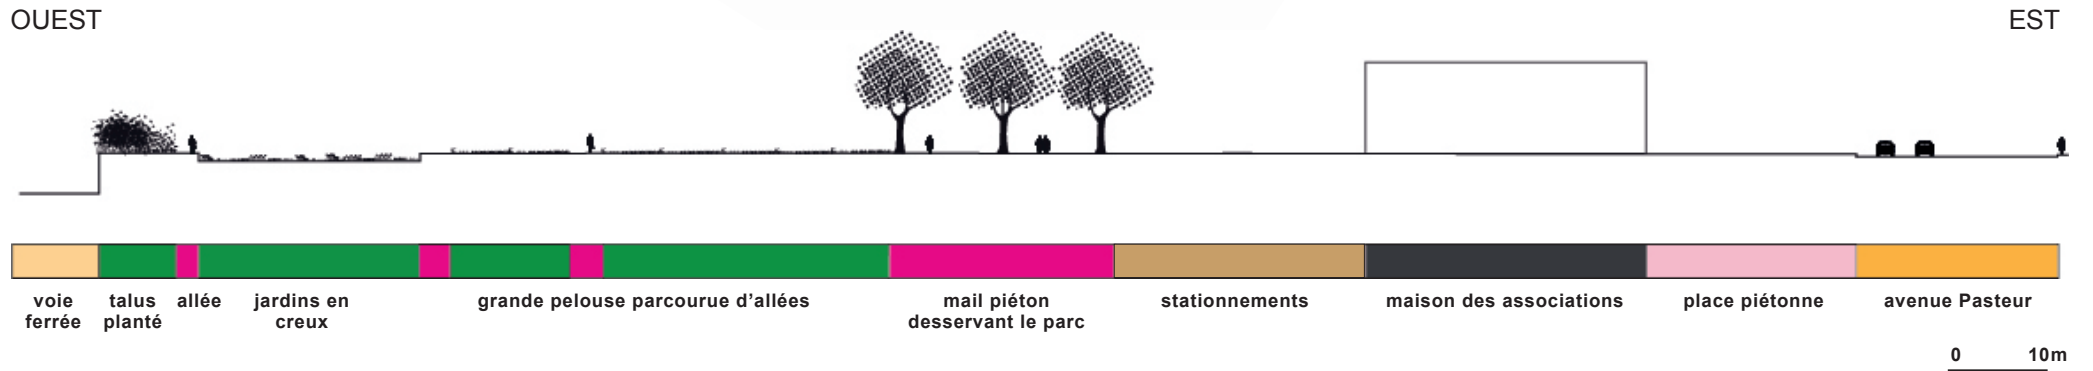 OUEST
EST
voie
ferrée
talus
planté
allée
jardins en
creux
grande pelouse parcourue d'allées
mail piéton
desservant le parc
stationnements
maison des associations
place piétonne
avenue Pasteur
0 10m